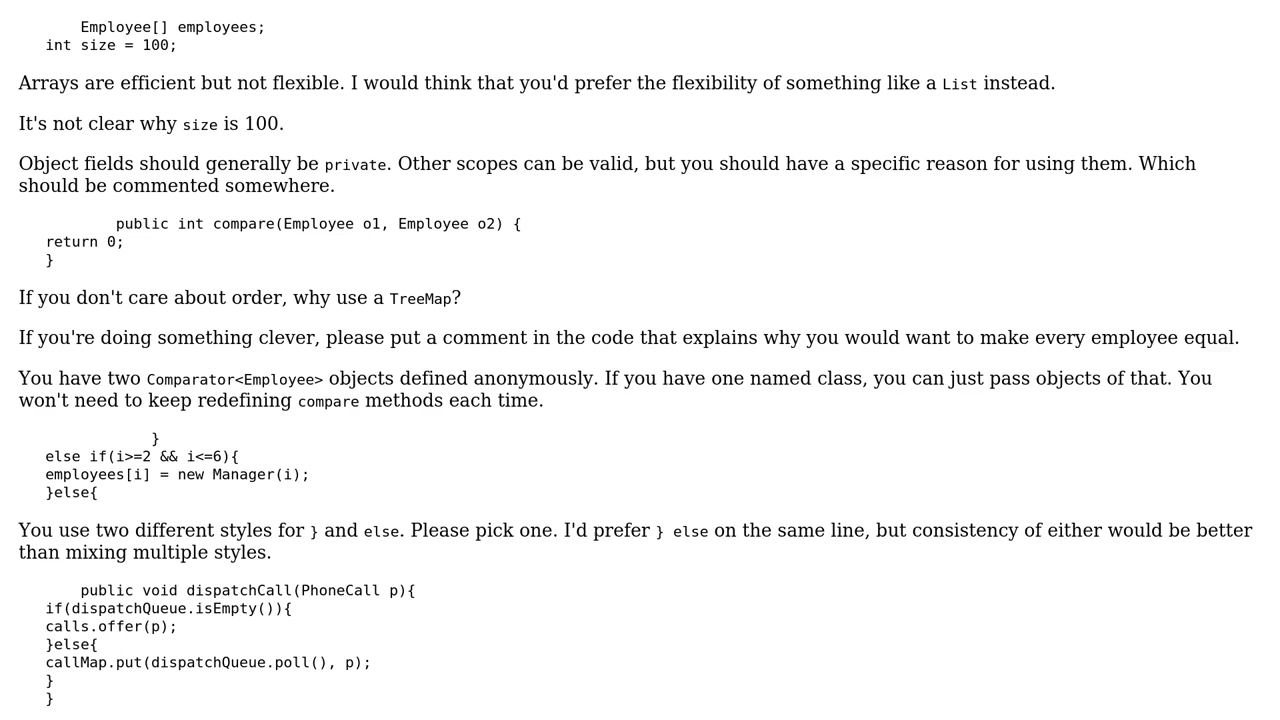 Employee[] employees;
int size = 100;
Arrays are efficient but not flexible. I would think that you'd prefer the flexibility of something like a List instead.
It's not clear why size is 100.
Object fields should generally be private. Other scopes can be valid, but you should have a specific reason for using them. Which
should be commented somewhere.
public int compare(Employee o1, Employee o2) {
return 0;
}
If you don't care about order, why use a TreeMap?
If you're doing something clever, please put a comment in the code that explains why you would want to make every employee equal.
You have two Comparator<Employee> objects defined anonymously. If you have one named class, you can just pass objects of that. You
won't need to keep redefining compare methods each time.
}
else if(i>=2 && i<=6){
employees[i] = new Manager(i);
}else{
You use two different styles for } and else. Please pick one. I'd prefer } else on the same line, but consistency of either would be better
than mixing multiple styles.
public void dispatchCall(PhoneCall p){
if(dispatchQueue.isEmpty()){
calls.offer(p);
}else{
callMap.put(dispatchQueue.poll(), p);
}
}